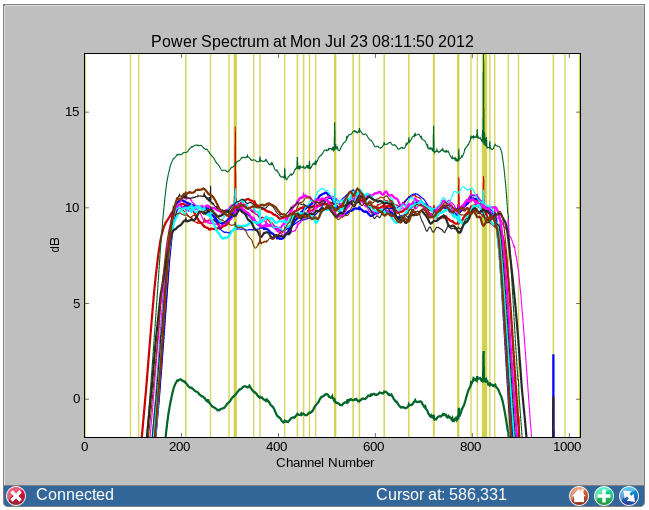 Power Spectrum at Mon Jul 23 08:11:50 2012
15
10
dB
5
0
0 200 400 600 800 1000
Channel Number
Connected Cursor at: 586,331